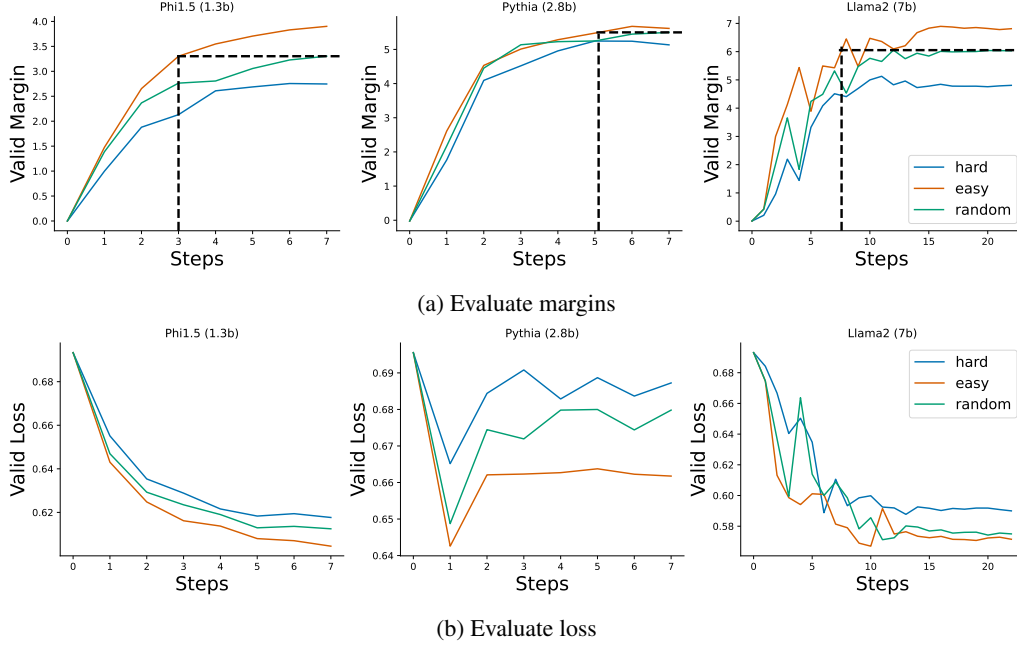 Phi1.5 (1.3b)
Valid Margin
4.0
3.5
3.0
2.5
2.0
1.5
1.0
0.5
0.0
0 1 2 3 4 5 6 7
Steps
Pythia (2.8b)
Valid Margin
5
4
3
2
1
0
0 1 2 3 4 5 6 7
Steps
Llama2 (7b)
Valid Margin
7
6
5
4
3
2
1
0
hard
easy
random
0 5 10 15 20
Steps
(a) Evaluate margins
Phi1.5 (1.3b)
Valid Loss
0.68
0.66
0.64
0.62
0 1 2 3 4 5 6 7
Steps
Pythia (2.8b)
Valid Loss
0.69
0.68
0.67
0.66
0.65
0.64
0 1 2 3 4 5 6 7
Steps
Llama2 (7b)
Valid Loss
0.68
0.66
0.64
0.62
0.60
0.58
hard
easy
random
0 5 10 15 20
Steps
(b) Evaluate loss